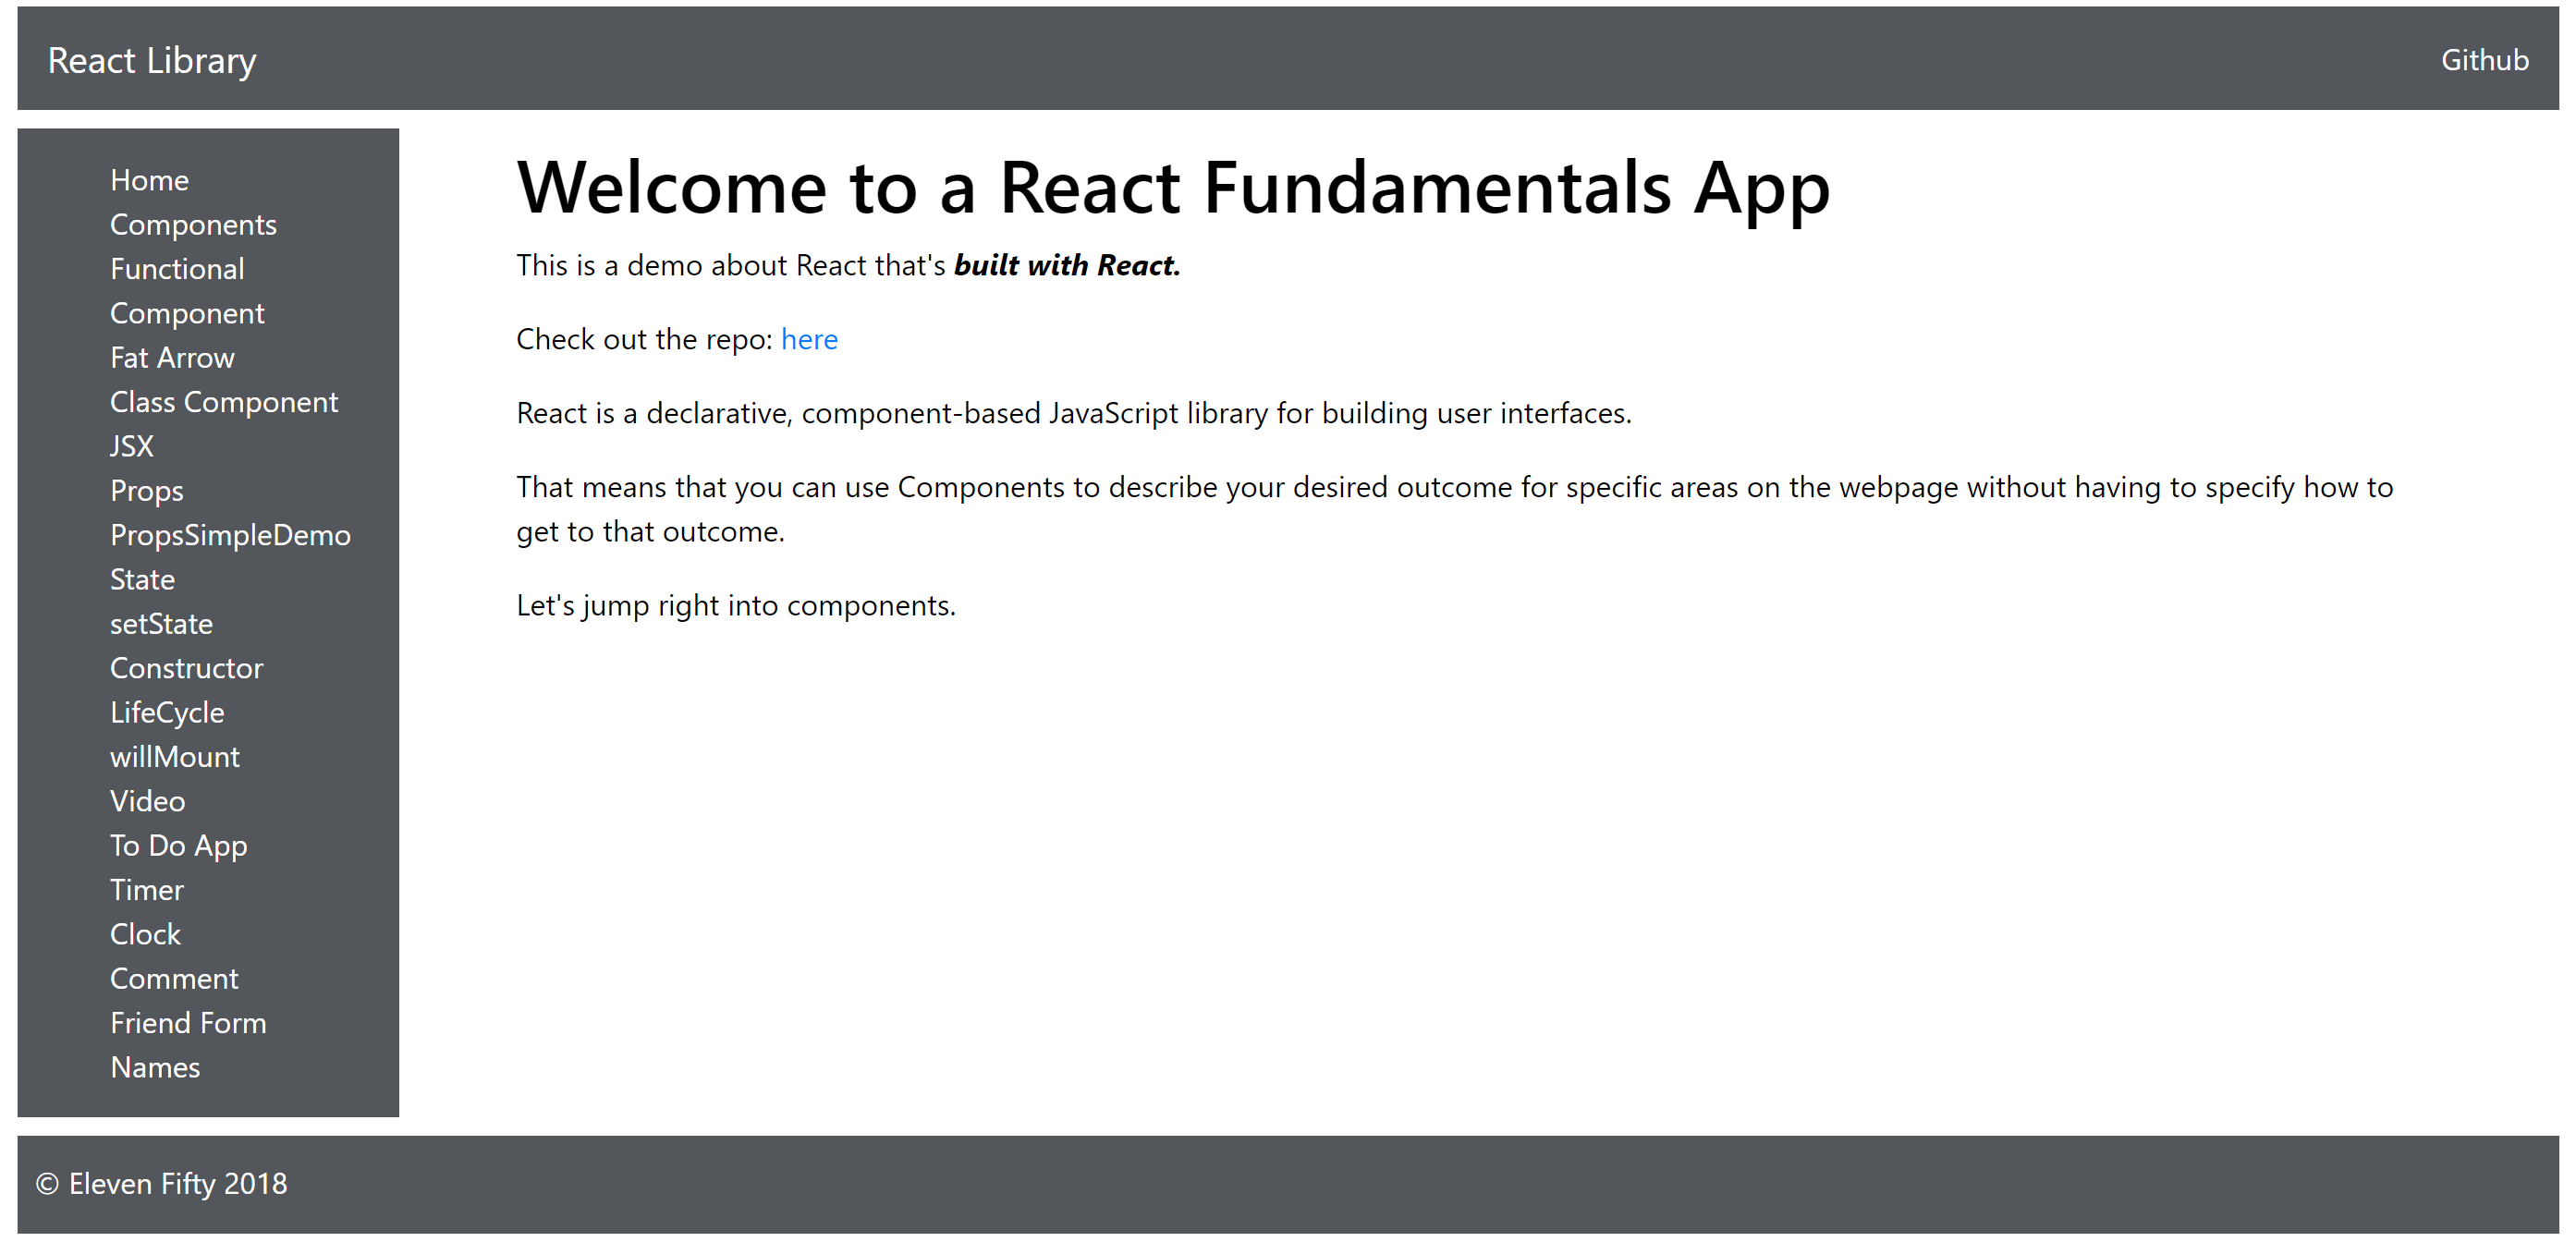 React Library
Github
Home
Components
Functional
Component
Fat Arrow
Class Component
JSX
Props
PropsSimpleDemo
State
setState
Constructor
LifeCycle
willMount
Video
To Do App
Timer
Clock
Comment
Friend Form
Names
Welcome to a React Fundamentals App
This is a demo about React that's built with React.
Check out the repo: here
React is a declarative, component-based JavaScript library for building user interfaces.
That means that you can use Components to describe your desired outcome for specific areas on the webpage without having to specify how to
get to that outcome.
Let's jump right into components.
© Eleven Fifty 2018